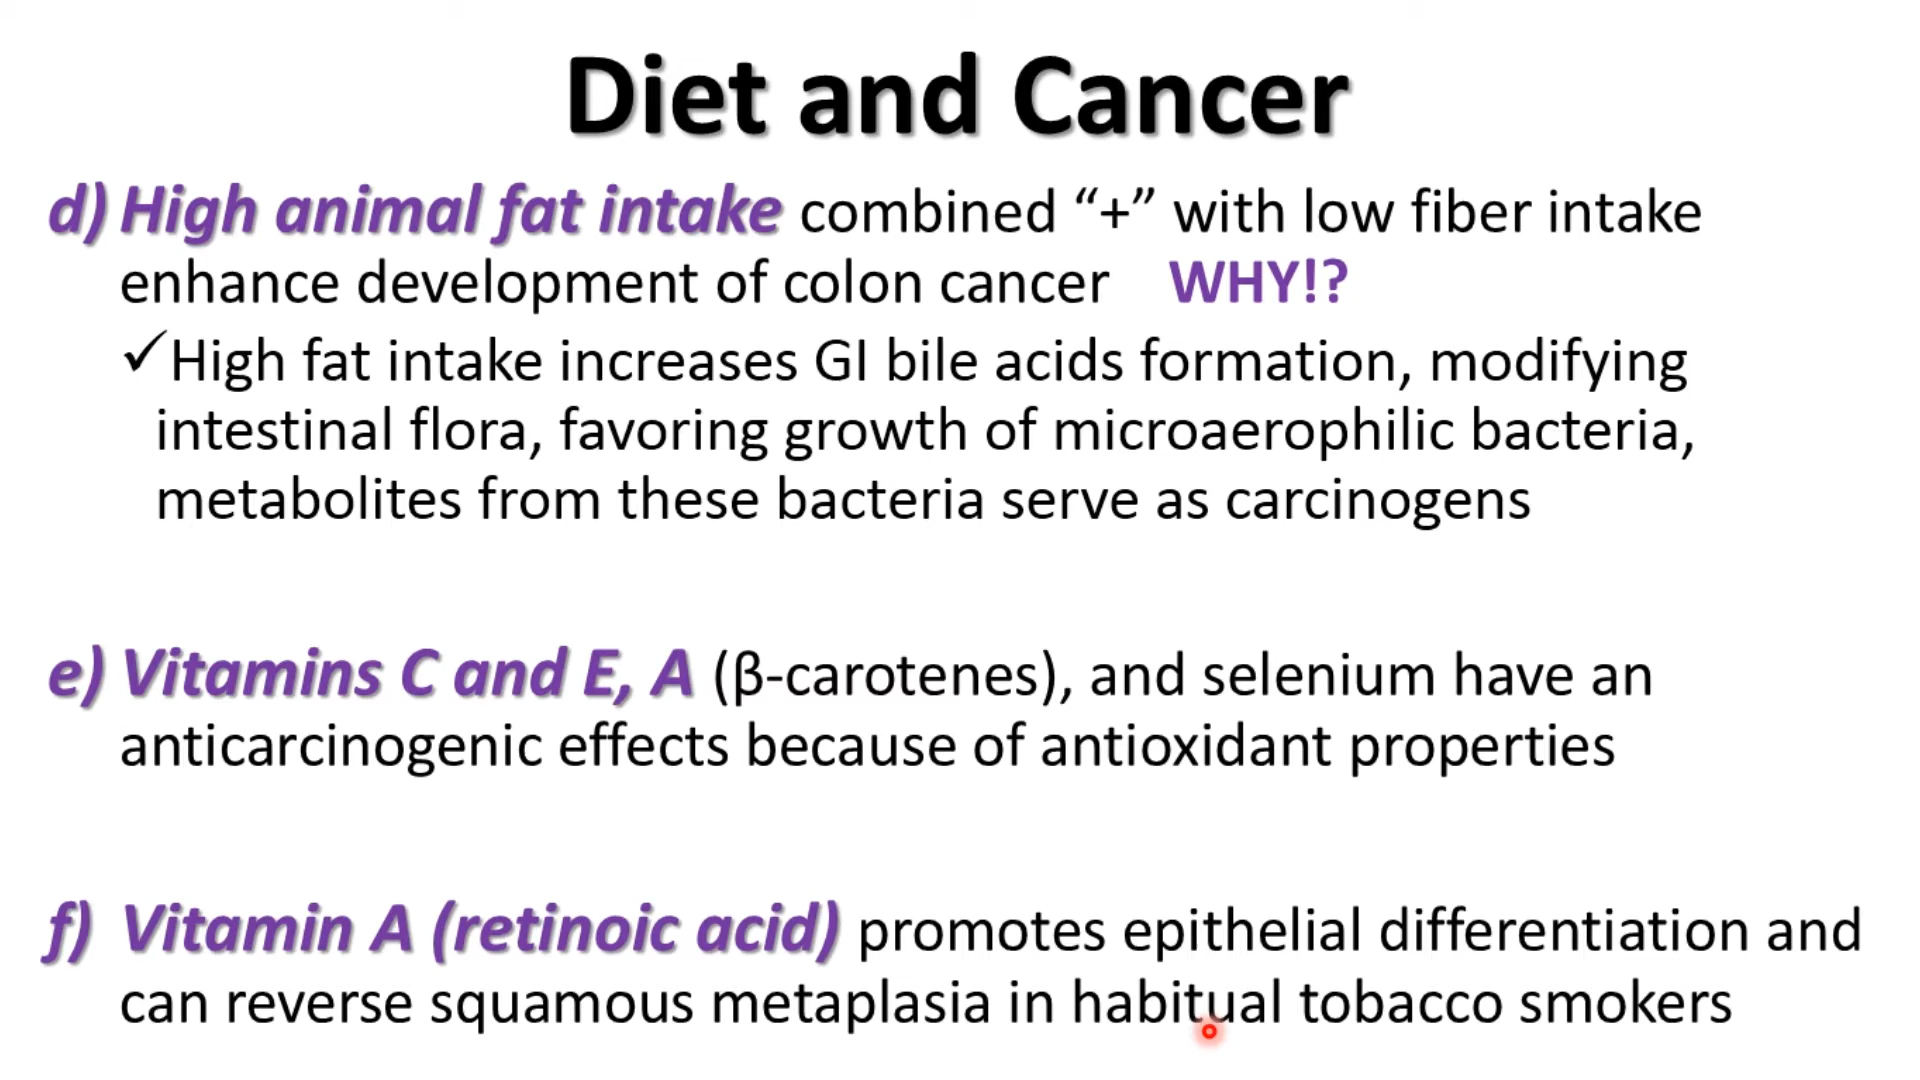 Diet and Cancer
d) High animal fat intake combined “+” with low fiber intake
enhance development of colon cancer WHY!?
✓High fat intake increases GI bile acids formation, modifying
intestinal flora, favoring growth of microaerophilic bacteria,
metabolites from these bacteria serve as carcinogens
e) Vitamins C and E, A (β-carotenes), and selenium have an
anticarcinogenic effects because of antioxidant properties
f) Vitamin A (retinoic acid) promotes epithelial differentiation and
can reverse squamous metaplasia in habitual tobacco smokers